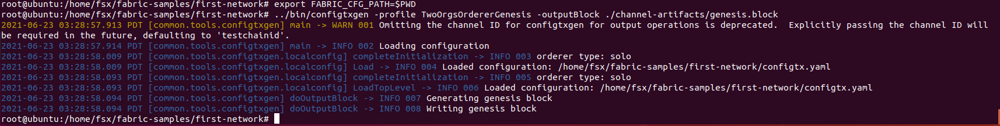 root@ubuntu:/home/fsx/fabric-samples/first-network# export FABRIC_CFG_PATH=$PWD
root@ubuntu:/home/fsx/fabric-samples/first-network# ../bin/configtxgen -profile TwoOrgsOrdererGenesis -outputBlock ./channel-artifacts/genesis.block
2021-06-23 03:28:57.913 PDT [common.tools.configtxgen] main -> WARN 001 Omitting the channel ID for configtxgen for output operations is deprecated.  Explicitly passing the channel ID will
be required in the future, defaulting to 'testchainid'.
2021-06-23 03:28:57.914 PDT [common.tools.configtxgen] main -> INFO 002 Loading configuration
2021-06-23 03:28:58.009 PDT [common.tools.configtxgen.localconfig] completeInitialization -> INFO 003 orderer type: solo
2021-06-23 03:28:58.009 PDT [common.tools.configtxgen.localconfig] Load -> INFO 004 Loaded configuration: /home/fsx/fabric-samples/first-network/configtx.yaml
2021-06-23 03:28:58.093 PDT [common.tools.configtxgen.localconfig] completeInitialization -> INFO 005 orderer type: solo
2021-06-23 03:28:58.093 PDT [common.tools.configtxgen.localconfig] LoadTopLevel -> INFO 006 Loaded configuration: /home/fsx/fabric-samples/first-network/configtx.yaml
2021-06-23 03:28:58.094 PDT [common.tools.configtxgen] doOutputBlock -> INFO 007 Generating genesis block
2021-06-23 03:28:58.094 PDT [common.tools.configtxgen] doOutputBlock -> INFO 008 Writing genesis block
root@ubuntu:/home/fsx/fabric-samples/first-network#